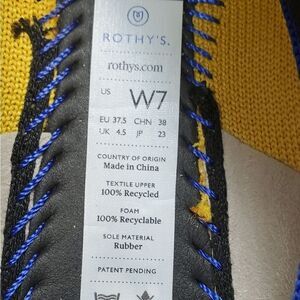 ROTHY'S.
rothys.com
US W7
EU 37.5 CHN 38
UK 4.5 JP 23
COUNTRY OF ORIGIN
Made in China
TEXTILE UPPER
100% Recycled
FOAM
100% Recyclable
SOLE MATERIAL
Rubber
PATENT PENDING